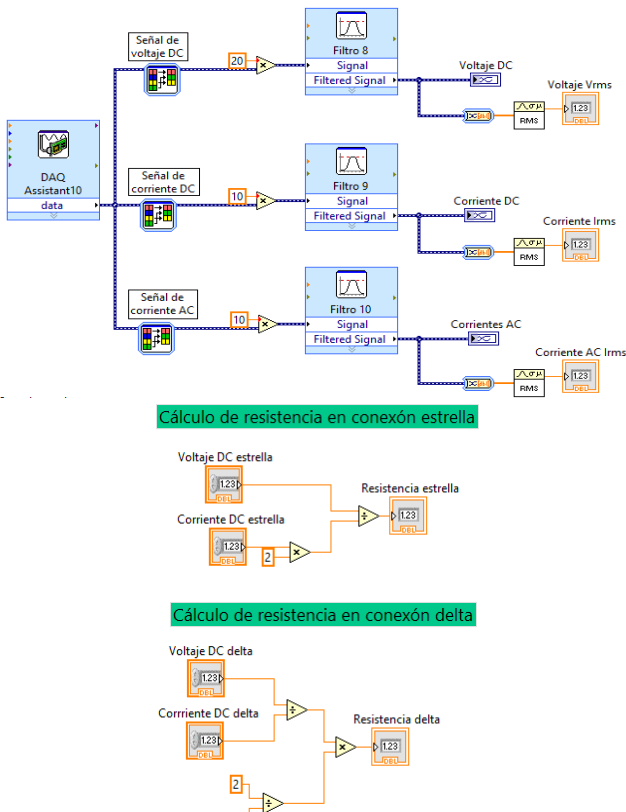 Señal de
voltaje DC
20
Filtro 8
Signal
Filtered Signal
Voltaje DC
Voltaje Vrms
1.23
DBL
RMS
DAQ
Assistant10
data
Señal de
corriente DC
10
Filtro 9
Signal
Filtered Signal
Corriente DC
Corriente Irms
1.23
DBL
RMS
Señal de
corriente AC
10
Filtro 10
Signal
Filtered Signal
Corrientes AC
Corriente AC Irms
1.23
DBL
RMS
Cálculo de resistencia en conexón estrella
Voltaje DC estrella
1.23
DBL
Resistencia estrella
1.23
DBL
Corriente DC estrella
1.23
DBL
2
Cálculo de resistencia en conexón delta
Voltaje DC delta
1.23
DBL
Corrriente DC delta
1.23
DBL
Resistencia delta
1.23
DBL
2